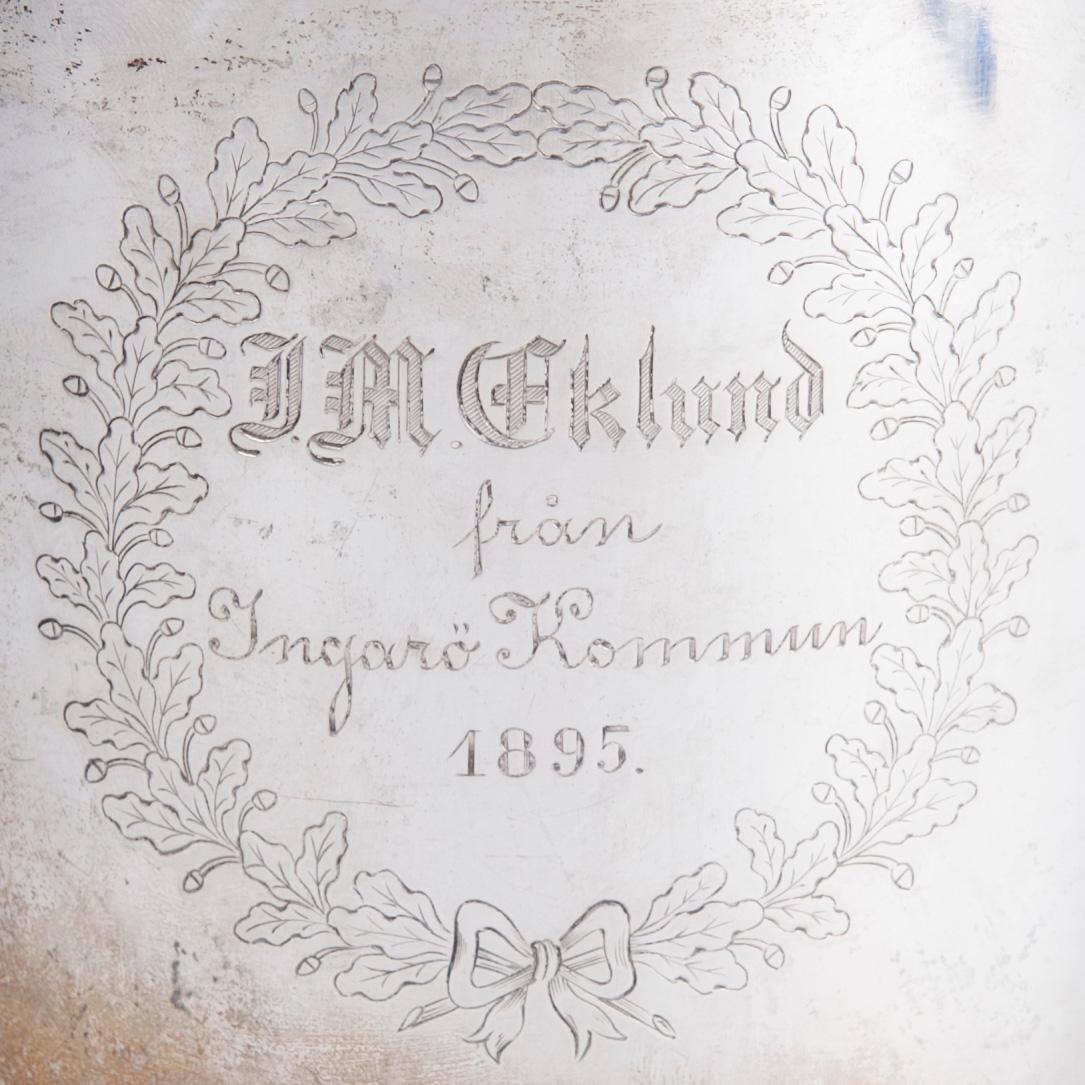 J.M. Eklund
från
Ingarö Kommun
1895.